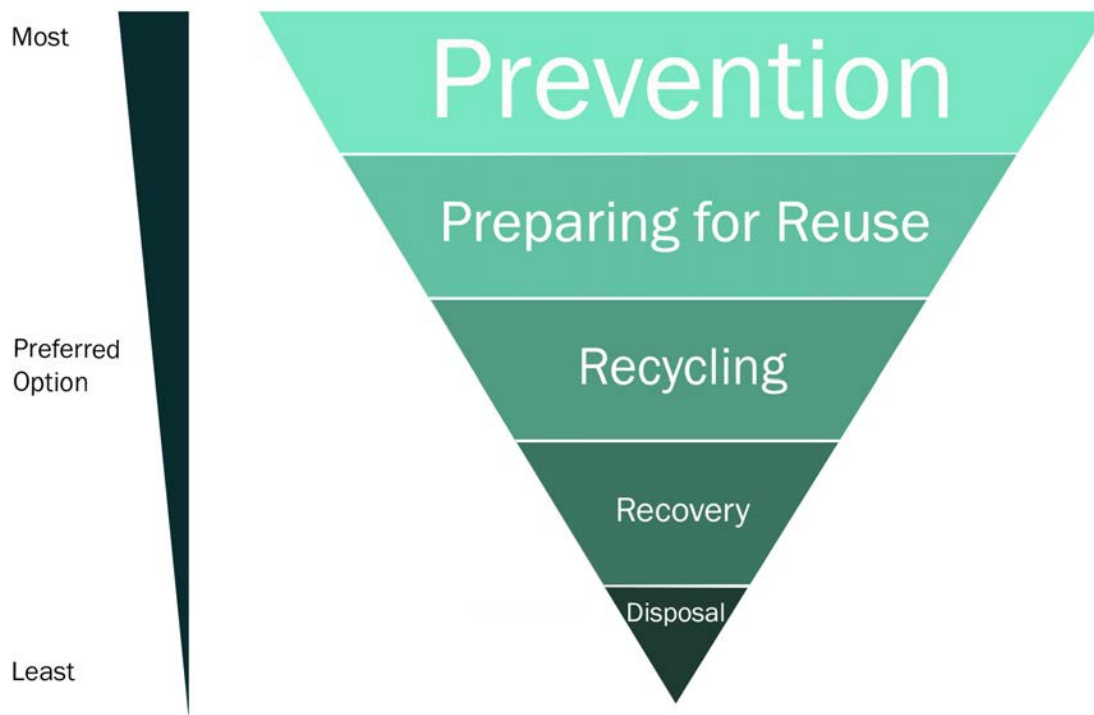 Most
Prevention
Preparing for Reuse
Preferred
Option
Recycling
Recovery
Disposal
Least